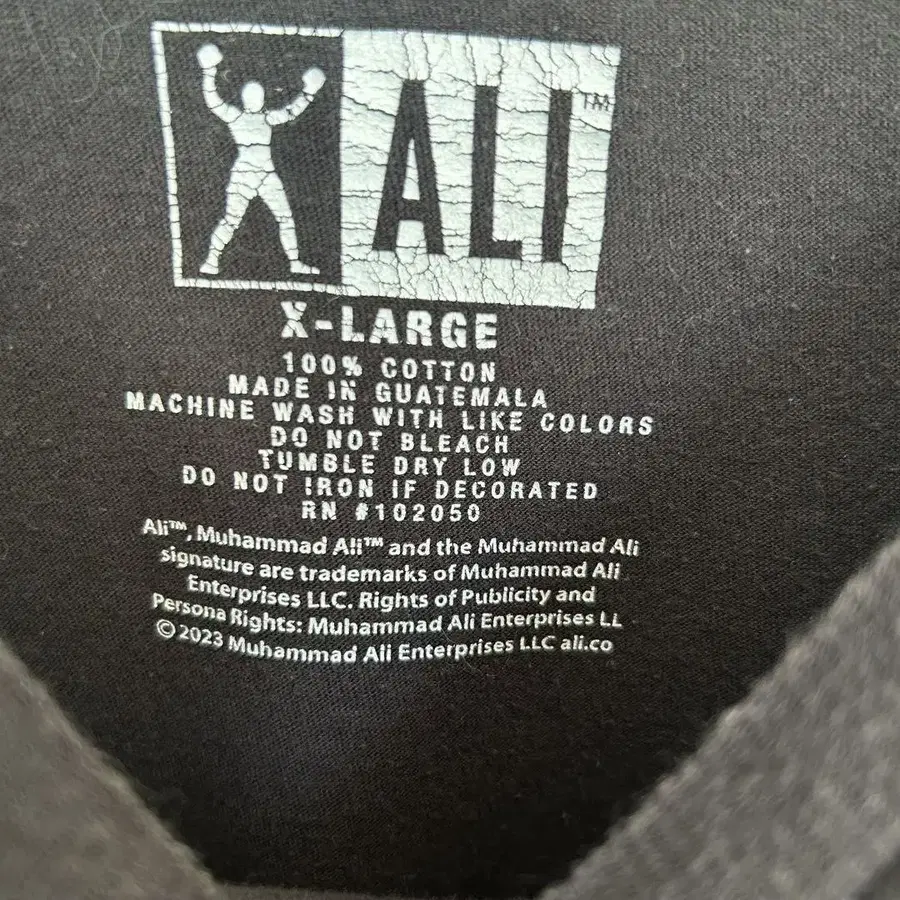 ALI™
X-LARGE
100% COTTON
MADE IN GUATEMALA
MACHINE WASH WITH LIKE COLORS
DO NOT BLEACH
TUMBLE DRY LOW
DO NOT IRON IF DECORATED
RN #102050
Ali™, Muhammad Ali™ and the Muhammad Ali
signature are trademarks of Muhammad Ali
Enterprises LLC. Rights of Publicity and
Persona Rights: Muhammad Ali Enterprises LL
© 2023 Muhammad Ali Enterprises LLC ali.co